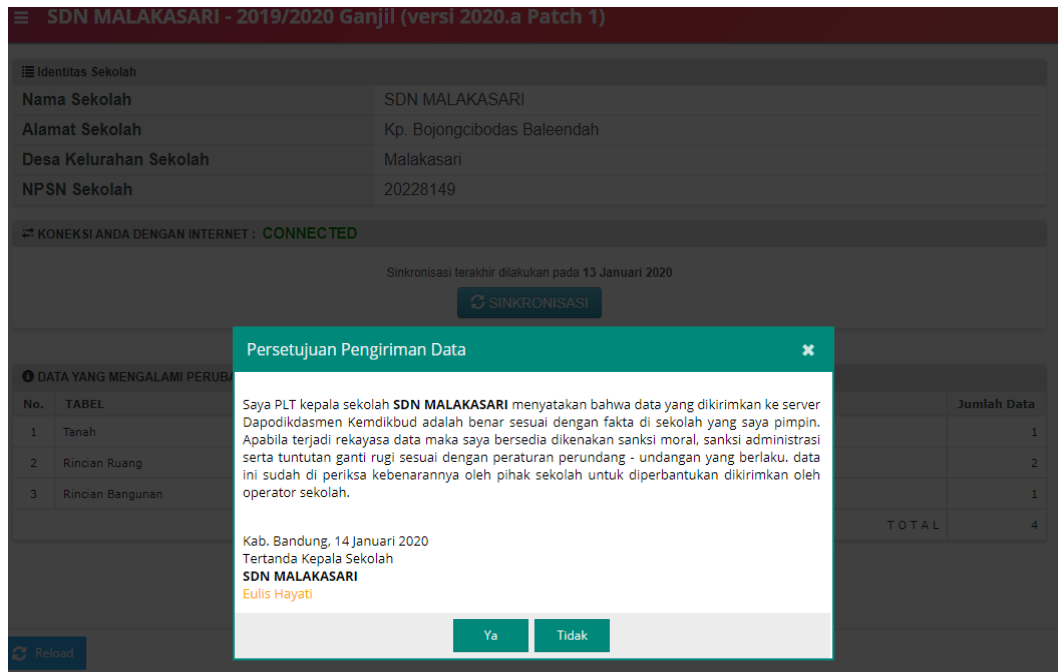 SDN MALAKASARI - 2019/2020 Ganjil (versi 2020.a Patch 1)
Identitas Sekolah
Nama Sekolah SDN MALAKASARI
Alamat Sekolah Kp. Bojongcibodas Baleendah
Desa Kelurahan Sekolah Malakasari
NPSN Sekolah 20228149
KONEKSI ANDA DENGAN INTERNET : CONNECTED
Sinkronisasi terakhir dilakukan pada 13 Januari 2020
SINKRONISASI
DATA YANG MENGALAMI
No. TABEL Jumlah Data
1 Tanah 1
2 Rincian Ruang 2
3 Rincian Bangunan 1
TOTAL 4
Persetujuan Pengiriman Data
Saya PLT kepala sekolah SDN MALAKASARI menyatakan bahwa data yang dikirimkan ke server
Dapodikdasmen Kemdikbud adalah benar sesuai dengan fakta di sekolah yang saya pimpin.
Apabila terjadi rekayasa data maka saya bersedia dikenakan sanksi moral, sanksi administrasi
serta tuntutan ganti rugi sesuai dengan peraturan perundang - undangan yang berlaku. data
ini sudah di periksa kebenarannya oleh pihak sekolah untuk diperbantukan dikirimkan oleh
operator sekolah.
Kab. Bandung, 14 Januari 2020
Tertanda Kepala Sekolah
SDN MALAKASARI
Eulis Hayati
Ya Tidak
Reload